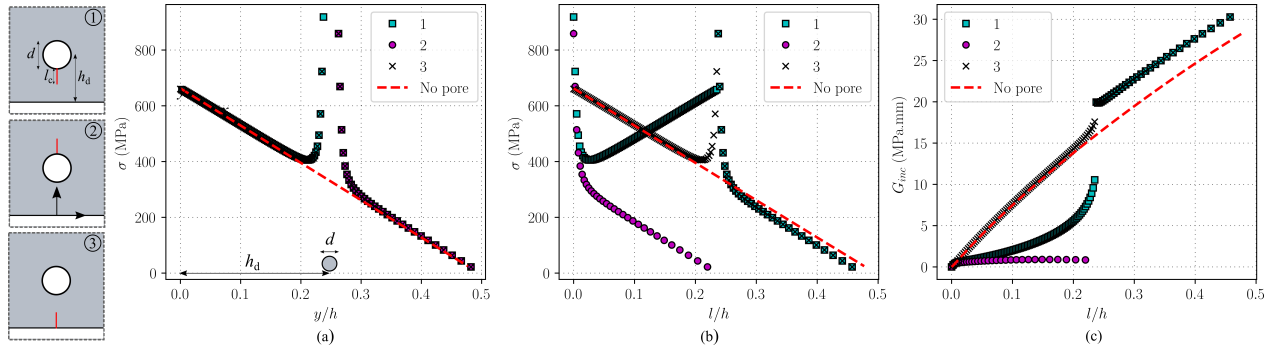 ①
d
l_c
h_d
②
③
σ (MPa)
800
600
400
200
0
1
2
3
No pore
d
h_d
0.0 0.1 0.2 0.3 0.4 0.5
y/h
(a)
σ (MPa)
800
600
400
200
0
1
2
3
No pore
0.0 0.1 0.2 0.3 0.4 0.5
l/h
(b)
G_inc (MPa.mm)
30
25
20
15
10
5
0
1
2
3
No pore
0.0 0.1 0.2 0.3 0.4 0.5
l/h
(c)